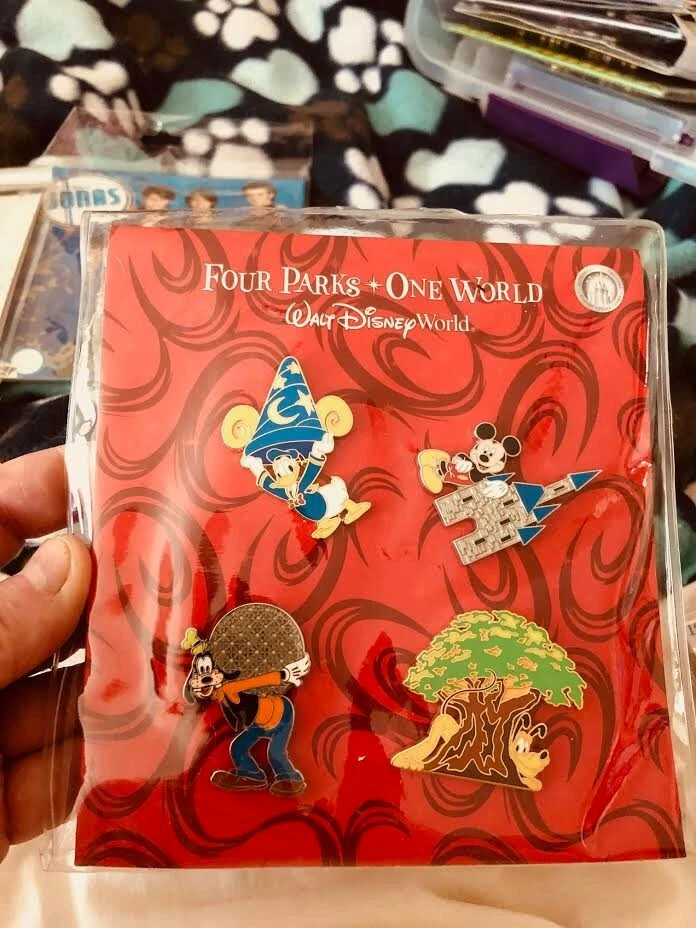 JONAS
FOUR PARKS ✦ ONE WORLD
Walt Disney World